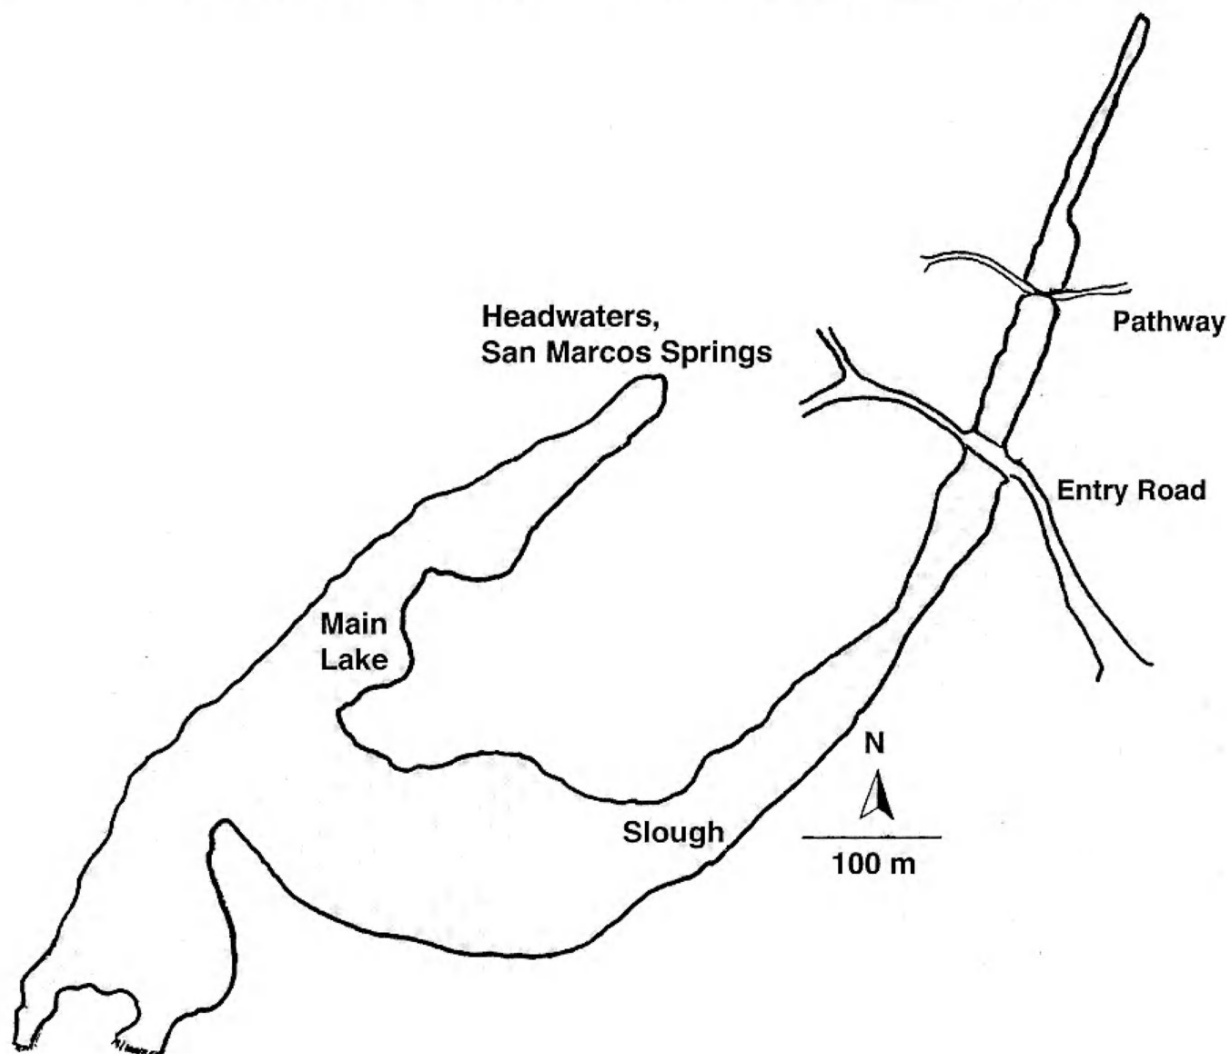 Headwaters,
San Marcos Springs
Pathway
Entry Road
Main
Lake
N
Slough
100 m